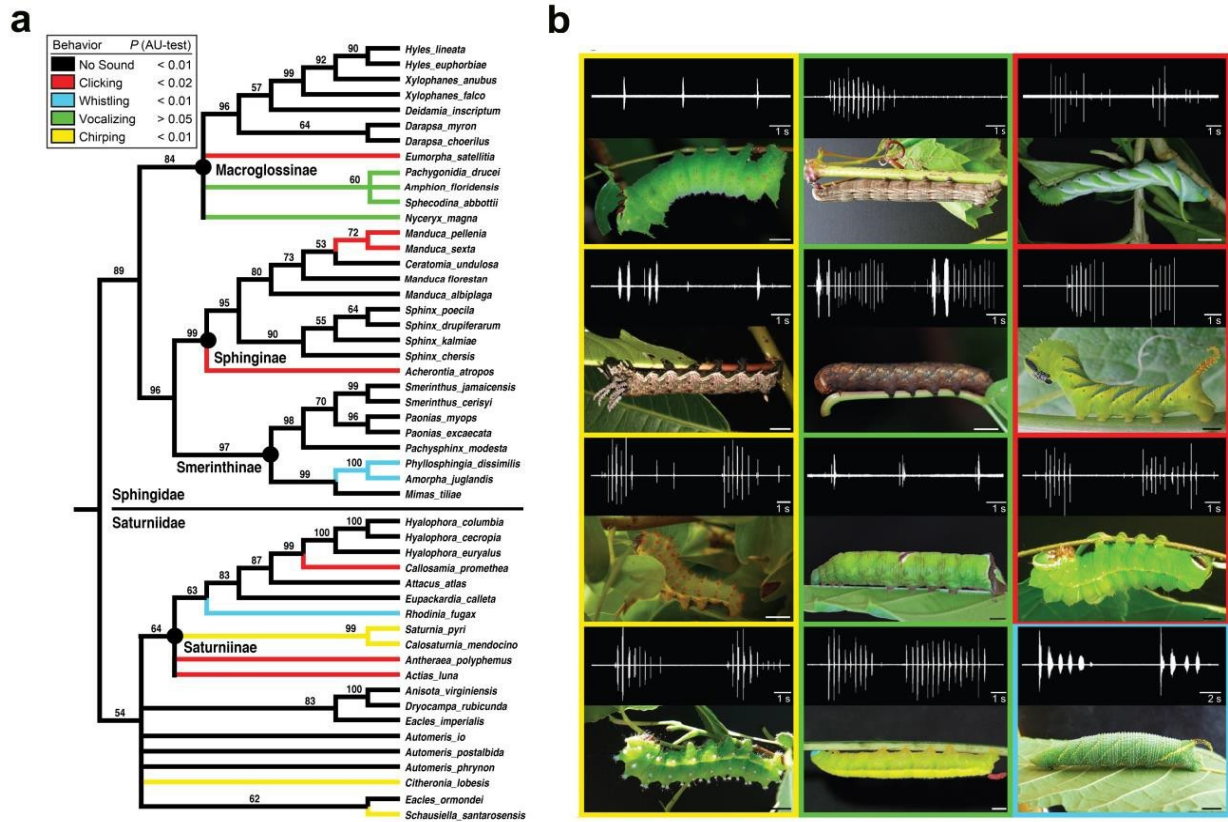 a
b
Behavior P (AU-test)
No Sound < 0.01
Clicking < 0.02
Whistling < 0.01
Vocalizing > 0.05
Chirping < 0.01
90
Hyles_lineata
92
Hyles_euphorbiae
99
Xylophanes_anubus
57
Xylophanes_falco
96
Deidamia_inscriptum
64
Darapsa_myron
Darapsa_choerilus
84
Eumorpha_satellitia
Macroglossinae
Pachygonidia_drucei
60
Amphion_floridensis
Sphecodina_abbottii
Nyceryx_magna
89
72
Manduca_pellenia
53
Manduca_sexta
73
Ceratomia_undulosa
80
Manduca florestan
95
Manduca_albiplaga
64
Sphinx_poecila
55
Sphinx_drupiferarum
90
Sphinx_kalmiae
99
Sphinginae
Sphinx_chersis
Acherontia_atropos
96
99
Smerinthus_jamaicensis
70
Smerinthus_cerisyi
98
96
Paonias_myops
Paonias_excaecata
97
Pachysphinx_modesta
Smerinthinae
100
Phyllosphingia_dissimilis
99
Amorpha_juglandis
Mimas_tiliae
Sphingidae
Saturniidae
100
Hyalophora_columbia
100
Hyalophora_cecropia
99
Hyalophora_euryalus
87
Callosamia_promethea
83
Attacus_atlas
63
Eupackardia_calleta
Rhodinia_fugax
64
99
Saturnia_pyri
Saturniinae
Calosaturnia_mendocino
Antheraea_polyphemus
Actias_luna
100
Anisota_virginiensis
83
Dryocampa_rubicunda
54
Eacles_imperialis
Automeris_io
Automeris_postalbida
Automeris_phrynon
Citheronia_lobesis
62
Eacles_ormondei
Schausiella_santarosensis
1 s
1 s
1 s
1 s
1 s
1 s
1 s
1 s
1 s
1 s
1 s
2 s